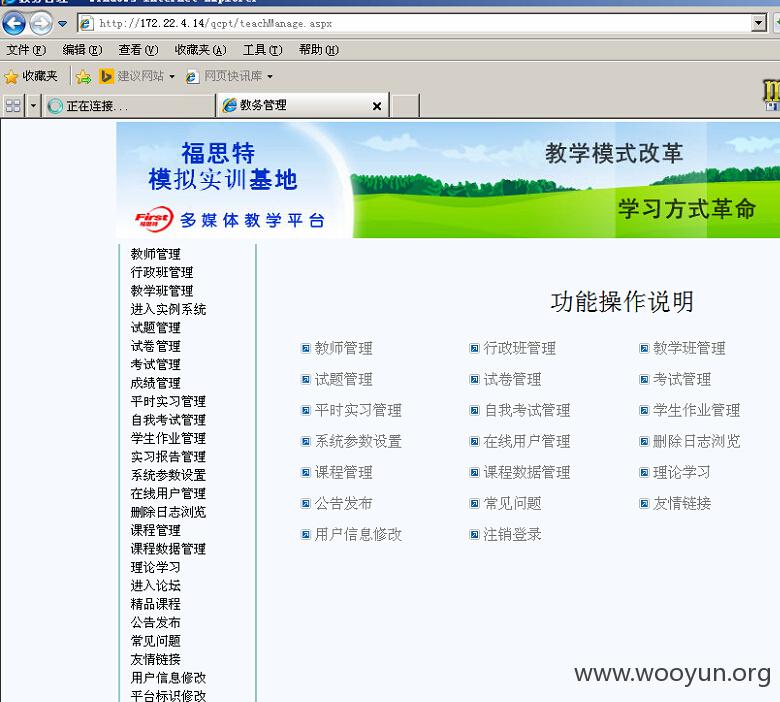 教务管理 - Windows Internet Explorer
http://172.22.4.14/qcpt/teachManage.aspx
文件(F) 编辑(E) 查看(V) 收藏夹(A) 工具(T) 帮助(H)
收藏夹 建议网站 网页快讯库
正在连接... 教务管理
福思特
模拟实训基地
First
福思特
多媒体教学平台
教学模式改革
学习方式革命
教师管理
行政班管理
教学班管理
进入实例系统
试题管理
试卷管理
考试管理
成绩管理
平时实习管理
自我考试管理
学生作业管理
实习报告管理
系统参数设置
在线用户管理
删除日志浏览
课程管理
课程数据管理
理论学习
进入论坛
精品课程
公告发布
常见问题
友情链接
用户信息修改
平台标识修改
功能操作说明
教师管理 行政班管理 教学班管理
试题管理 试卷管理 考试管理
平时实习管理 自我考试管理 学生作业管理
系统参数设置 在线用户管理 删除日志浏览
课程管理 课程数据管理 理论学习
公告发布 常见问题 友情链接
用户信息修改 注销登录
www.wooyun.org